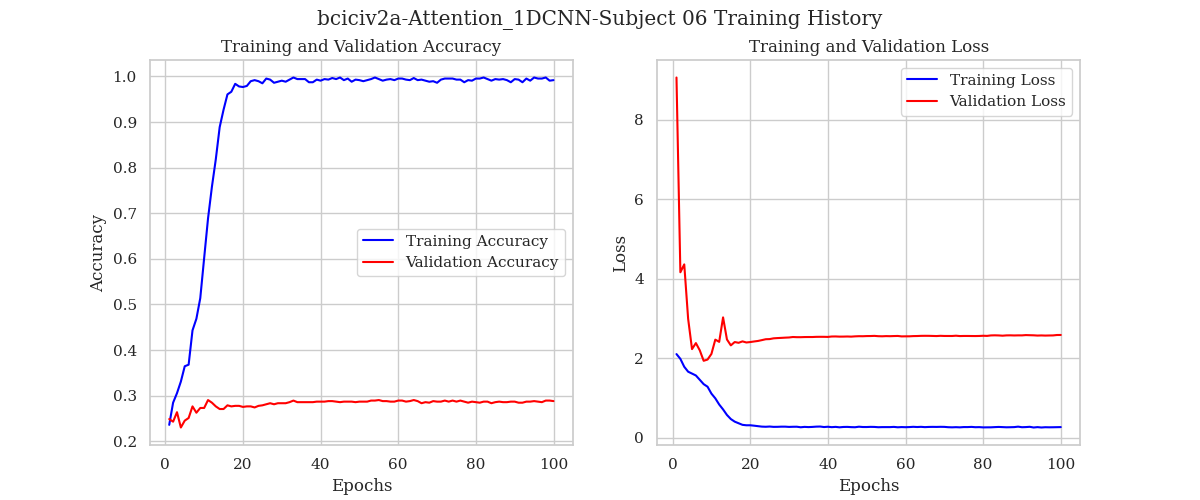 bciciv2a-Attention_1DCNN-Subject 06 Training History
Training and Validation Accuracy
1.0
0.9
0.8
0.7
0.6
0.5
0.4
0.3
0.2
Accuracy
Training Accuracy
Validation Accuracy
0 20 40 60 80 100
Epochs
Training and Validation Loss
8
6
4
2
0
Loss
Training Loss
Validation Loss
0 20 40 60 80 100
Epochs